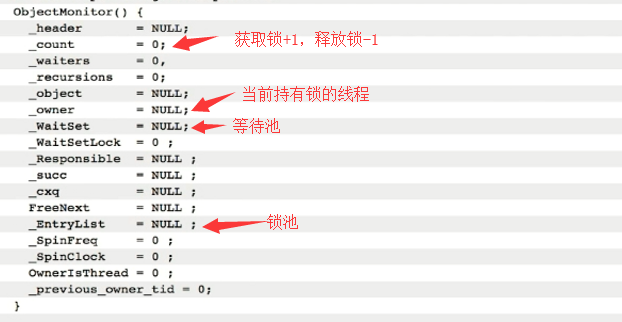 ObjectMonitor() {
_header = NULL;
_count = 0; 获取锁+1，释放锁-1
_waiters = 0,
_recursions = 0;
_object = NULL; 当前持有锁的线程
_owner = NULL;
_WaitSet = NULL; 等待池
_WaitSetLock = 0 ;
_Responsible = NULL ;
_succ = NULL ;
_cxq = NULL ;
FreeNext = NULL ;
_EntryList = NULL ; 锁池
_SpinFreq = 0 ;
_SpinClock = 0 ;
OwnerIsThread = 0 ;
_previous_owner_tid = 0;
}